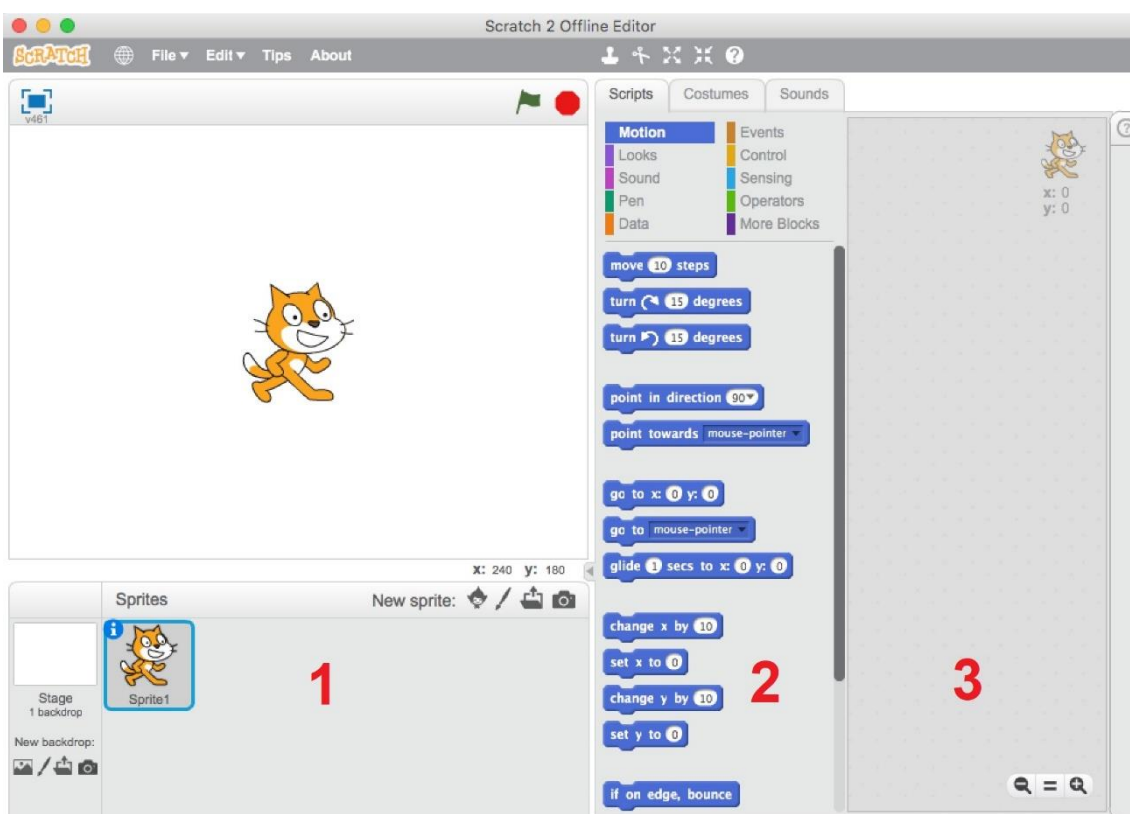 Scratch 2 Offline Editor
SCRATCH File Edit Tips About
v461
Scripts Costumes Sounds
Motion Events
Looks Control
Sound Sensing
Pen Operators
Data More Blocks
x: 0
y: 0
move 10 steps
turn 15 degrees
turn 15 degrees
point in direction 90
point towards mouse-pointer
go to x: 0 y: 0
go to mouse-pointer
glide 1 secs to x: 0 y: 0
change x by 10
set x to 0
change y by 10
set y to 0
if on edge, bounce
2
3
x: 240 y: 180
Sprites New sprite:
Stage
1 backdrop
New backdrop:
Sprite1
1